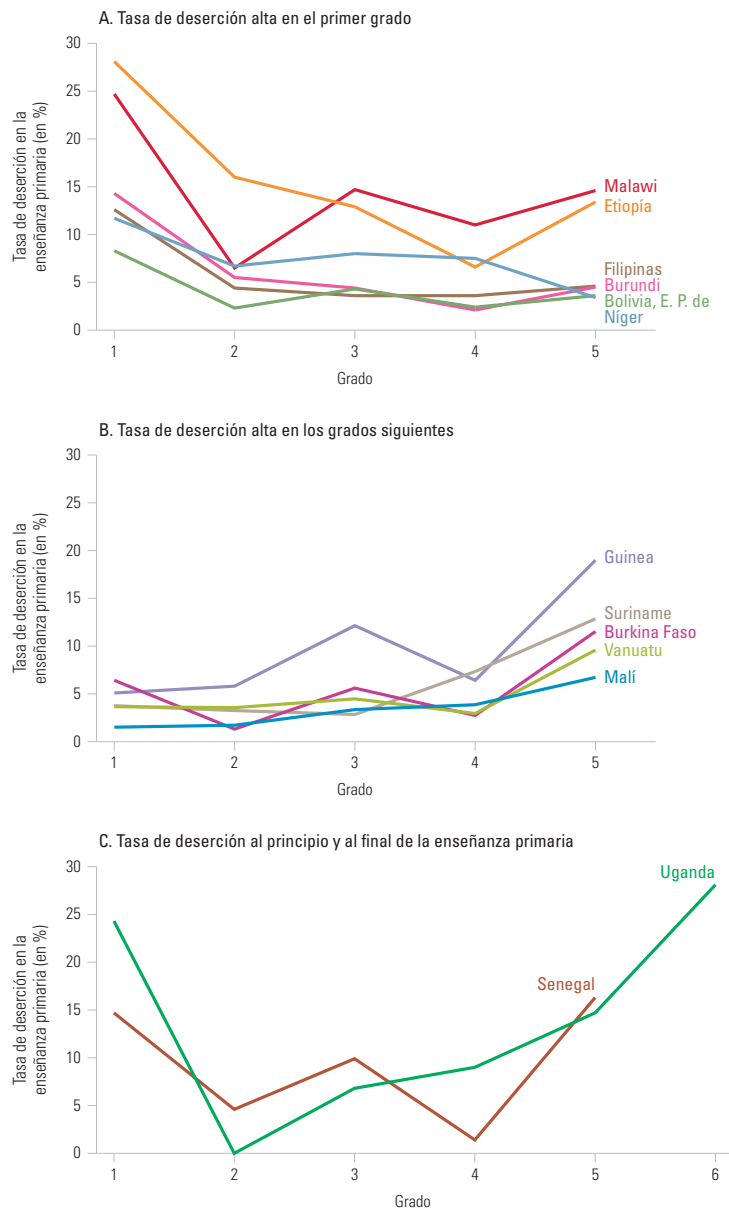 A. Tasa de deserción alta en el primer grado
Tasa de deserción en la
enseñanza primaria (en %)
30
25
20
15
10
5
0
Malawi
Etiopía
Filipinas
Burundi
Bolivia, E. P. de
Níger
1 2 3 4 5
Grado
B. Tasa de deserción alta en los grados siguientes
Tasa de deserción en la
enseñanza primaria (en %)
30
25
20
15
10
5
0
Guinea
Suriname
Burkina Faso
Vanuatu
Malí
1 2 3 4 5
Grado
C. Tasa de deserción al principio y al final de la enseñanza primaria
Tasa de deserción en la
enseñanza primaria (en %)
30
25
20
15
10
5
0
Uganda
Senegal
1 2 3 4 5 6
Grado